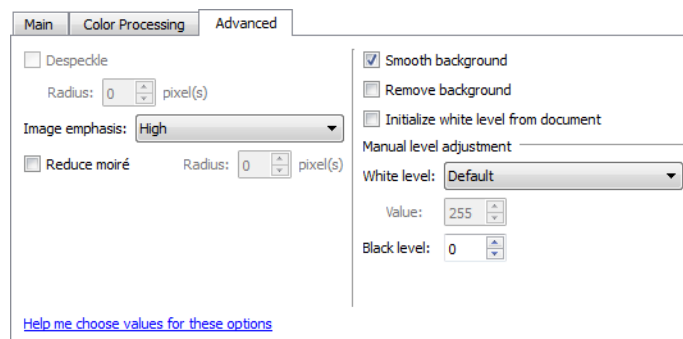 Main Color Processing Advanced
Despeckle
Radius: 0 pixel(s)
Image emphasis: High
Reduce moiré Radius: 0 pixel(s)
Help me choose values for these options
Smooth background
Remove background
Initialize white level from document
Manual level adjustment
White level: Default
Value: 255
Black level: 0